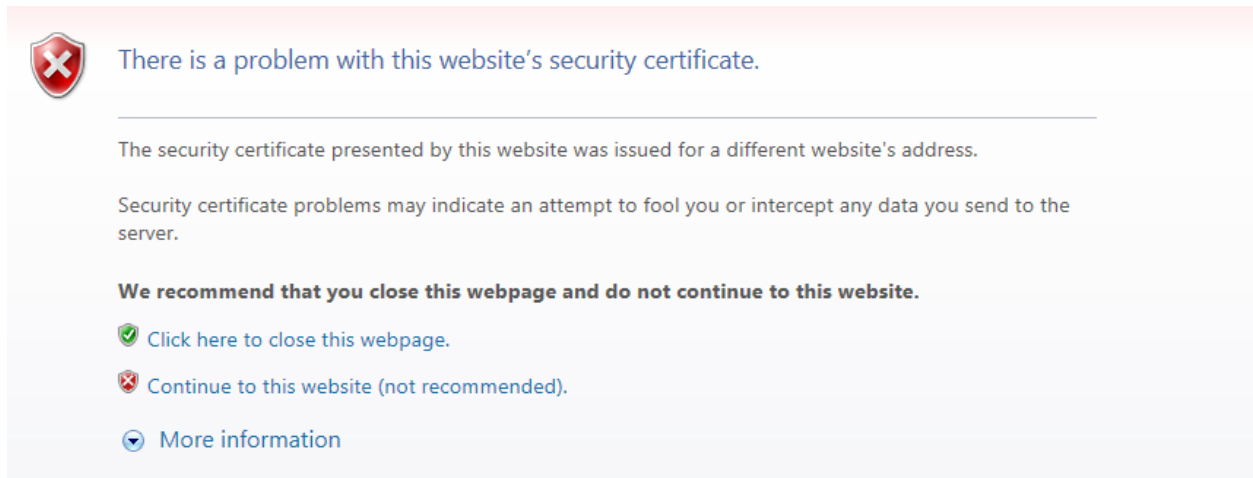 There is a problem with this website’s security certificate.
The security certificate presented by this website was issued for a different website's address.
Security certificate problems may indicate an attempt to fool you or intercept any data you send to the
server.
We recommend that you close this webpage and do not continue to this website.
Click here to close this webpage.
Continue to this website (not recommended).
More information